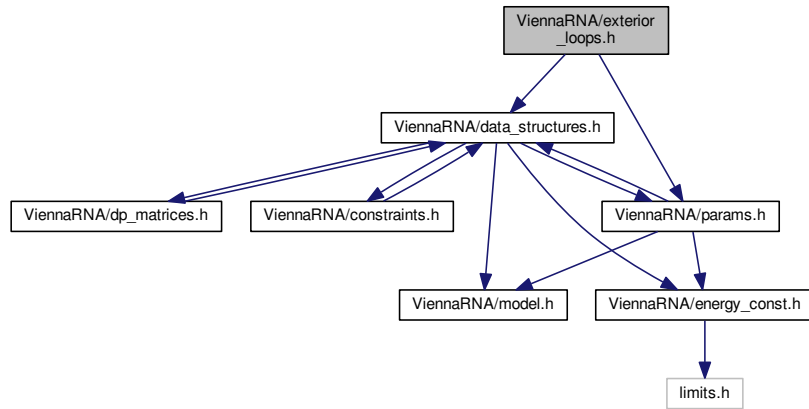 ViennaRNA/exterior
_loops.h
ViennaRNA/data_structures.h
ViennaRNA/dp_matrices.h
ViennaRNA/constraints.h
ViennaRNA/params.h
ViennaRNA/model.h
ViennaRNA/energy_const.h
limits.h